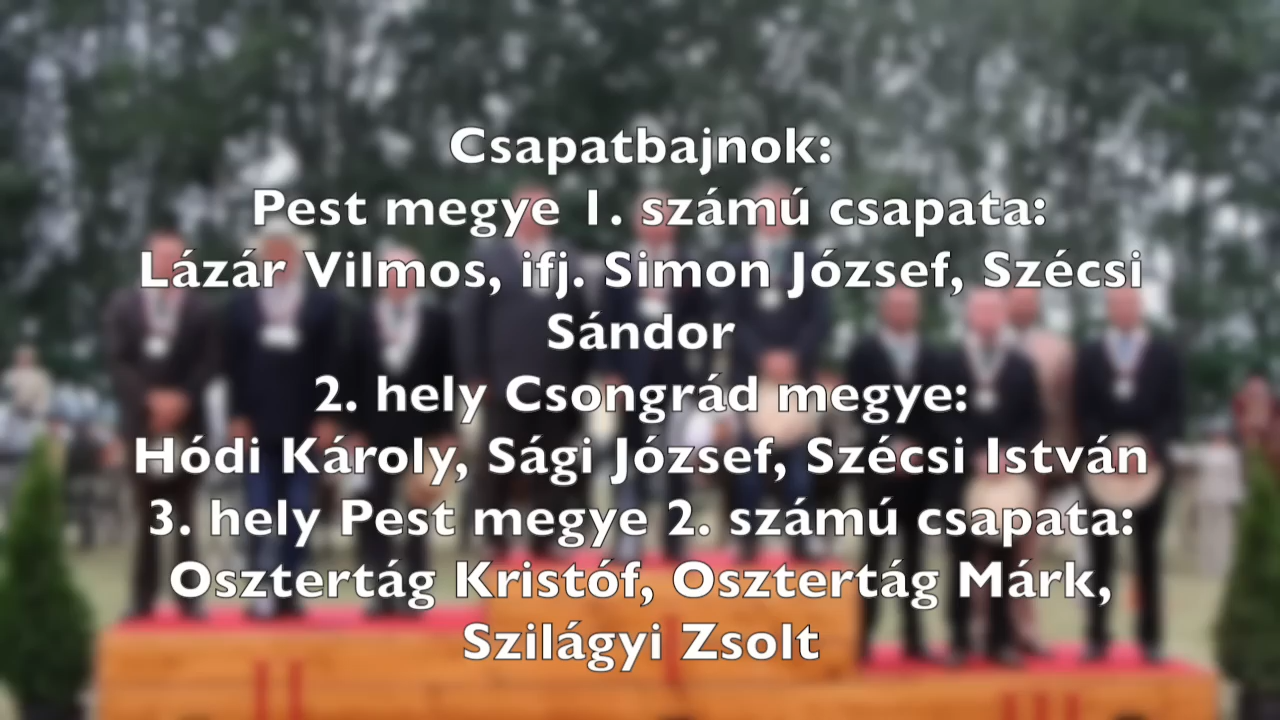 Csapatbajnok:
Pest megye 1. számú csapata:
Lázár Vilmos, ifj. Simon József, Szécsi
Sándor
2. hely Csongrád megye:
Hódi Károly, Sági József, Szécsi István
3. hely Pest megye 2. számú csapata:
Osztertág Kristóf, Osztertág Márk,
Szilágyi Zsolt